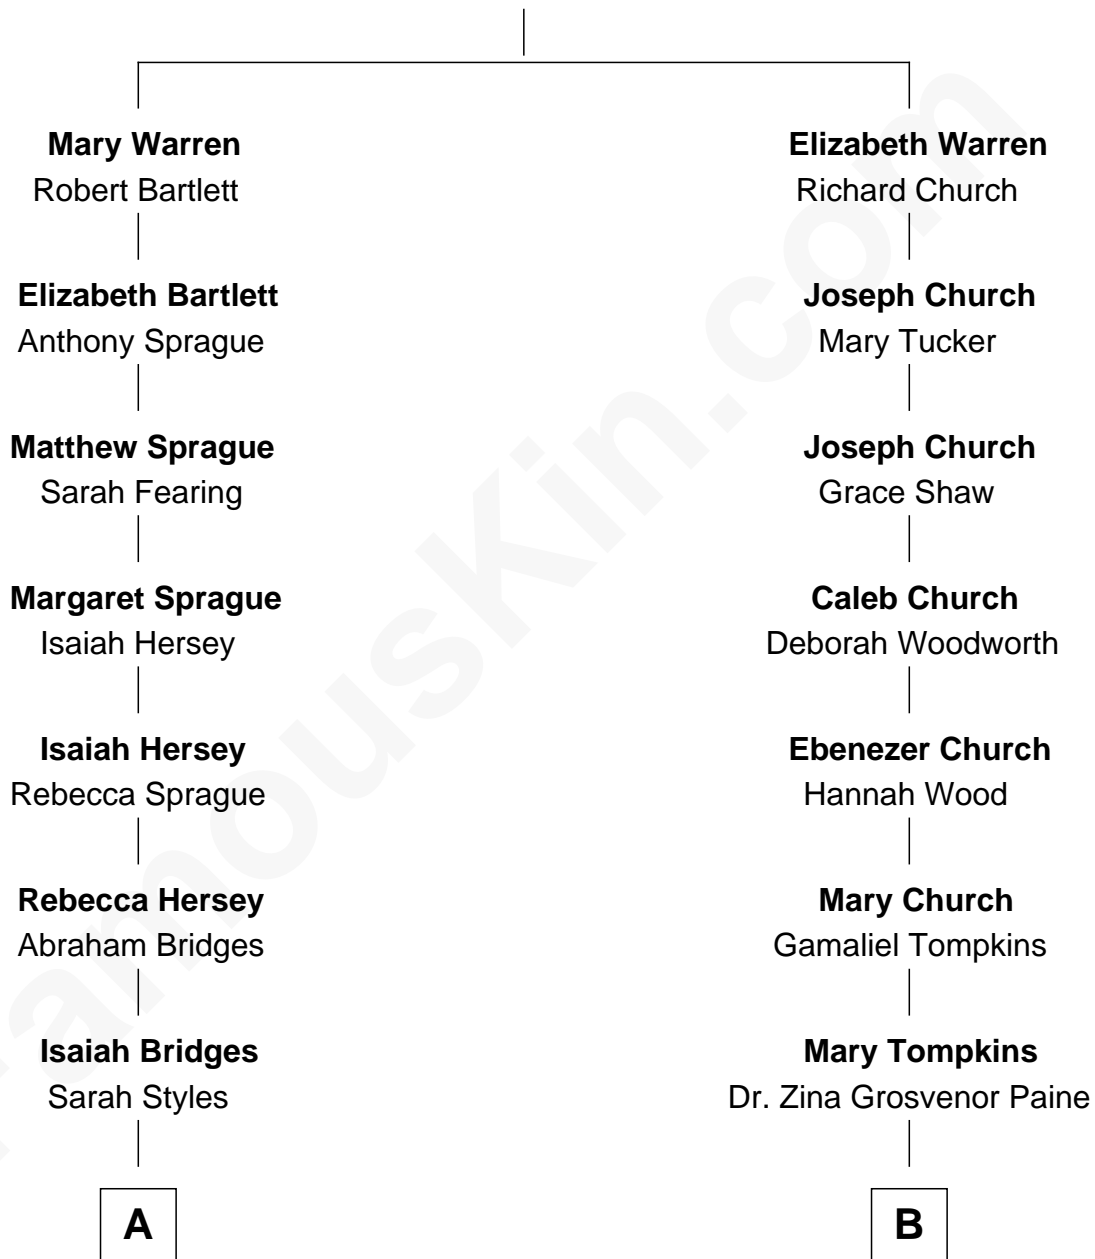 Mary Warren
Robert Bartlett
Elizabeth Bartlett
Anthony Sprague
Matthew Sprague
Sarah Fearing
Margaret Sprague
Isaiah Hersey
Isaiah Hersey
Rebecca Sprague
Rebecca Hersey
Abraham Bridges
Isaiah Bridges
Sarah Styles
A
Elizabeth Warren
Richard Church
Joseph Church
Mary Tucker
Joseph Church
Grace Shaw
Caleb Church
Deborah Woodworth
Ebenezer Church
Hannah Wood
Mary Church
Gamaliel Tompkins
Mary Tompkins
Dr. Zina Grosvenor Paine
B
FamousKin.com